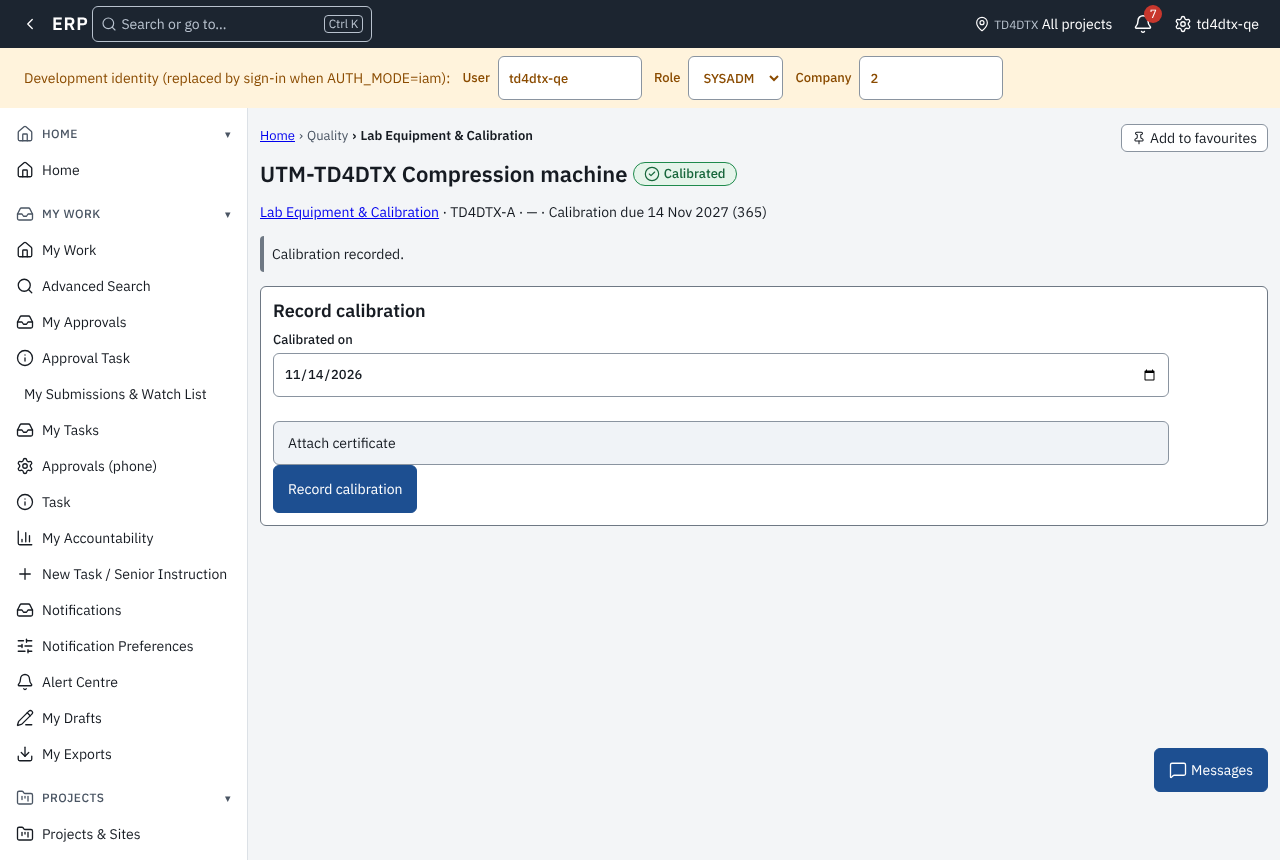 ERP
Search or go to...
Ctrl K
TD4DTX All projects
7
td4dtx-qe
Development identity (replaced by sign-in when AUTH_MODE=iam): User td4dtx-qe Role SYSADM Company 2
HOME
Home
MY WORK
My Work
Advanced Search
My Approvals
Approval Task
My Submissions & Watch List
My Tasks
Approvals (phone)
Task
My Accountability
New Task / Senior Instruction
Notifications
Notification Preferences
Alert Centre
My Drafts
My Exports
PROJECTS
Projects & Sites
Home › Quality › Lab Equipment & Calibration
Add to favourites
UTM-TD4DTX Compression machine Calibrated
Lab Equipment & Calibration · TD4DTX-A · — · Calibration due 14 Nov 2027 (365)
Calibration recorded.
Record calibration
Calibrated on
11/14/2026
Attach certificate
Record calibration
Messages